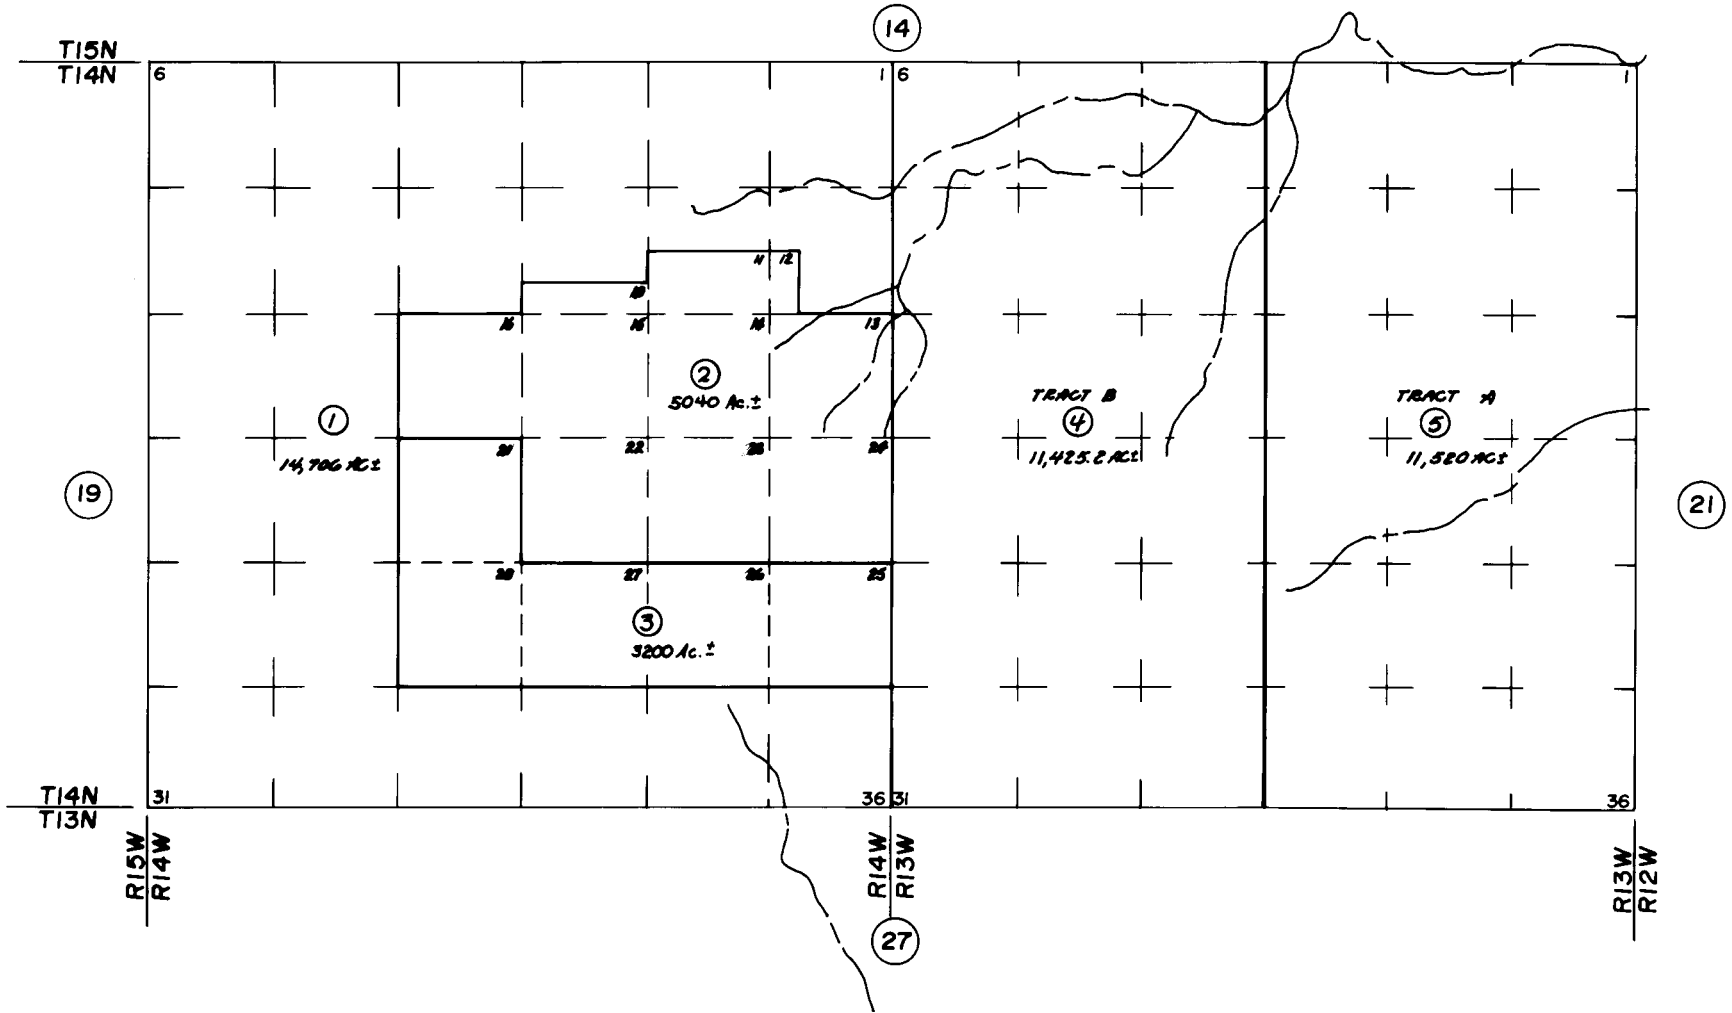 14
T15N
T14N
6
1
6
1
11
12
10
16
15
14
13
2
5040 Ac.±
TRACT B
4
11,425.2 AC±
TRACT A
5
11,520 AC±
1
14,706 AC±
21
22
23
24
19
21
28
27
26
25
3
3200 Ac.±
T14N
T13N
31
36
31
36
R15W
R14W
R14W
R13W
R13W
R12W
27